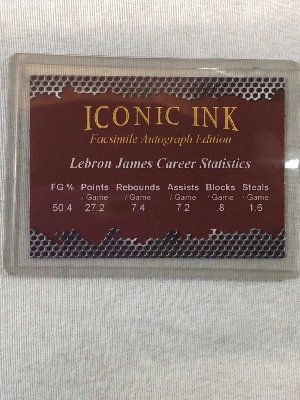 ICONIC INK
Facsimile Autograph Edition
Lebron James Career Statistics
FG % Points Rebounds Assists Blocks Steals
/ Game / Game / Game / Game / Game
50.4 27.2 7.4 7.2 .8 1.6